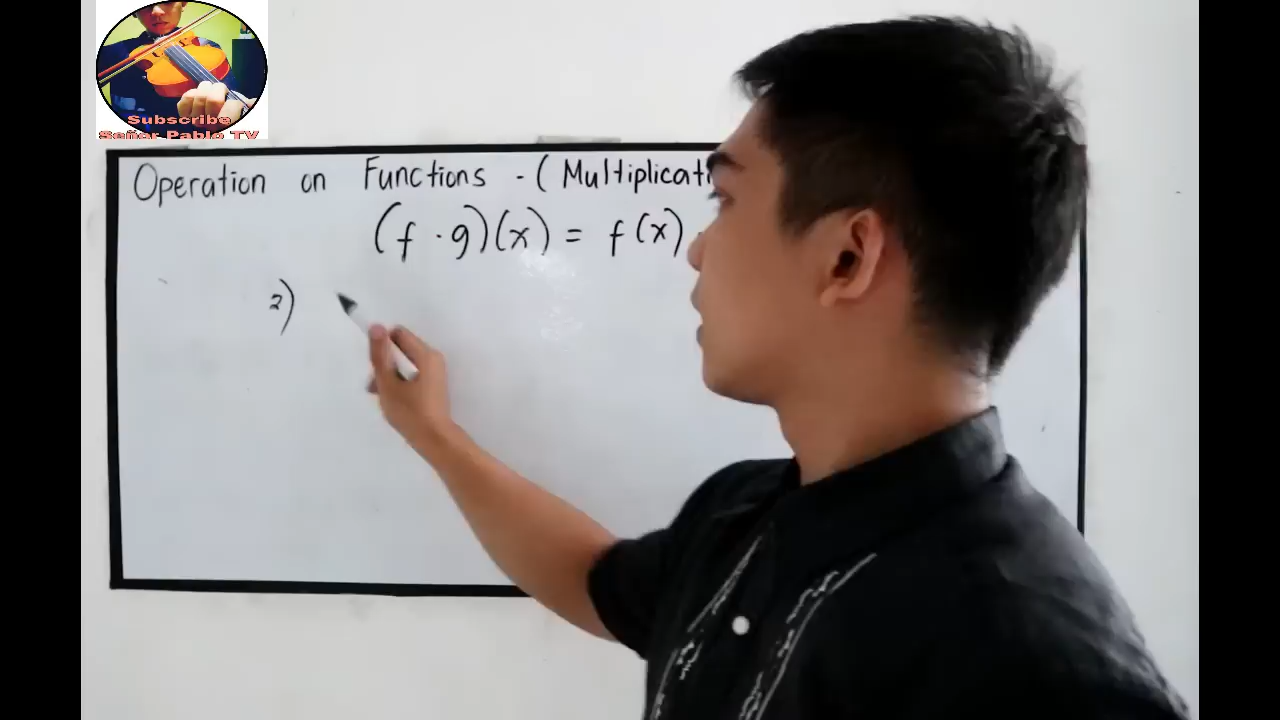 Subscribe
Señor Pablo TV
Operation on Functions - (Multiplicati
(f · g)(x) = f(x) ·
2)